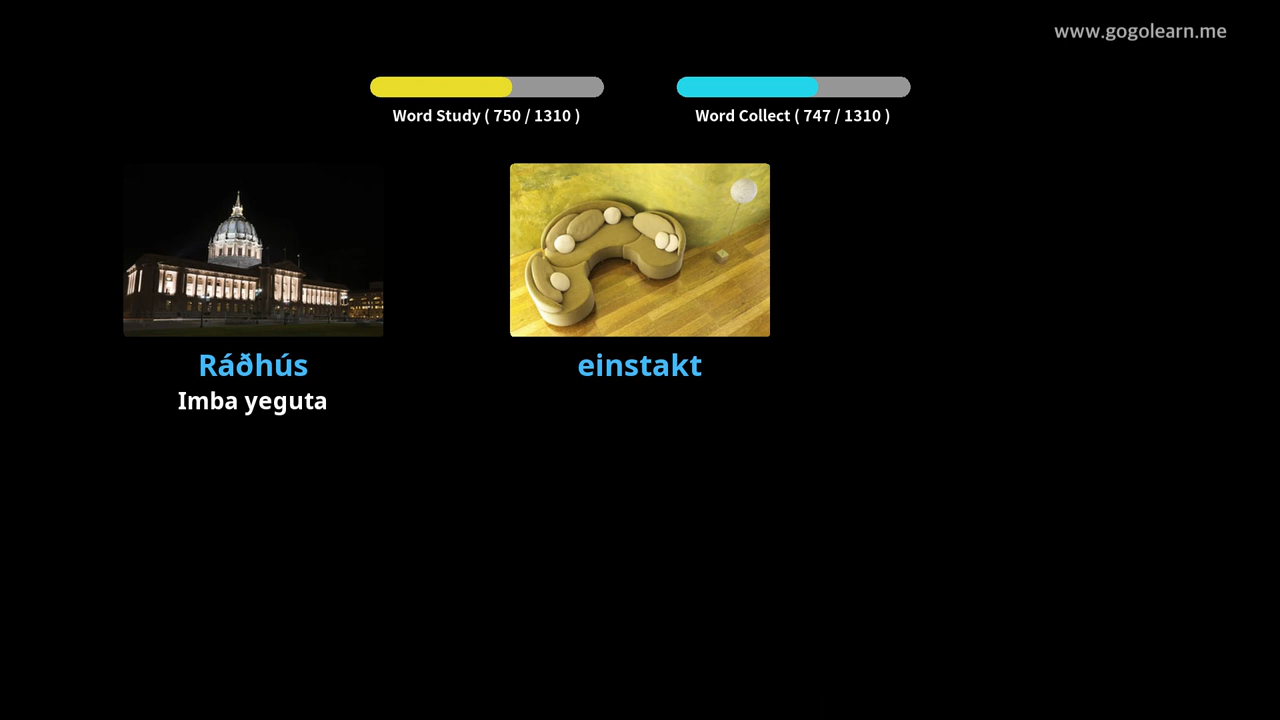 www.gogolearn.me
Word Study ( 750 / 1310 )
Word Collect ( 747 / 1310 )
Ráðhús
Imba yeguta
einstakt